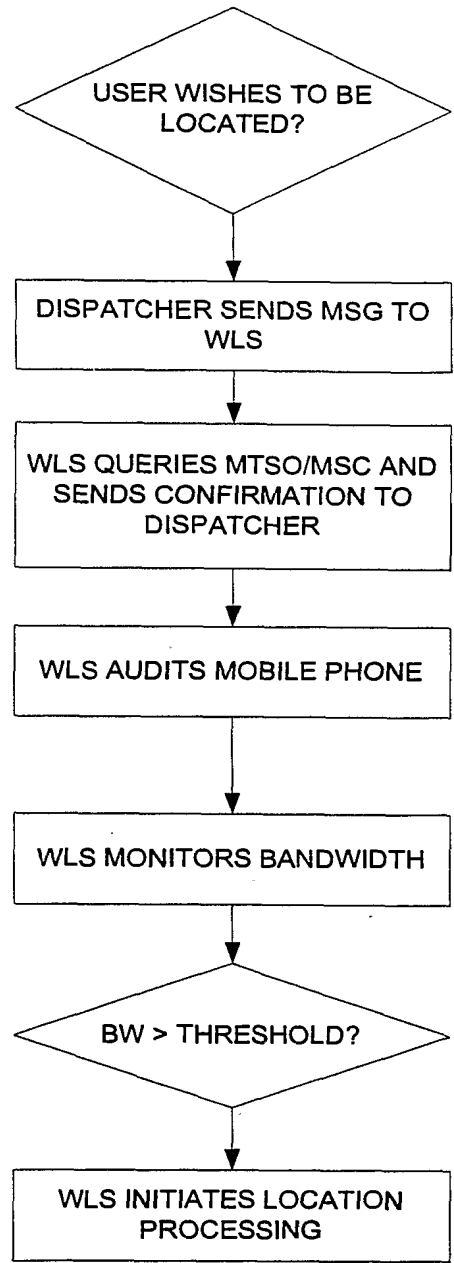 USER WISHES TO BE
LOCATED?
DISPATCHER SENDS MSG TO
WLS
WLS QUERIES MTSO/MSC AND
SENDS CONFIRMATION TO
DISPATCHER
WLS AUDITS MOBILE PHONE
WLS MONITORS BANDWIDTH
BW > THRESHOLD?
WLS INITIATES LOCATION
PROCESSING